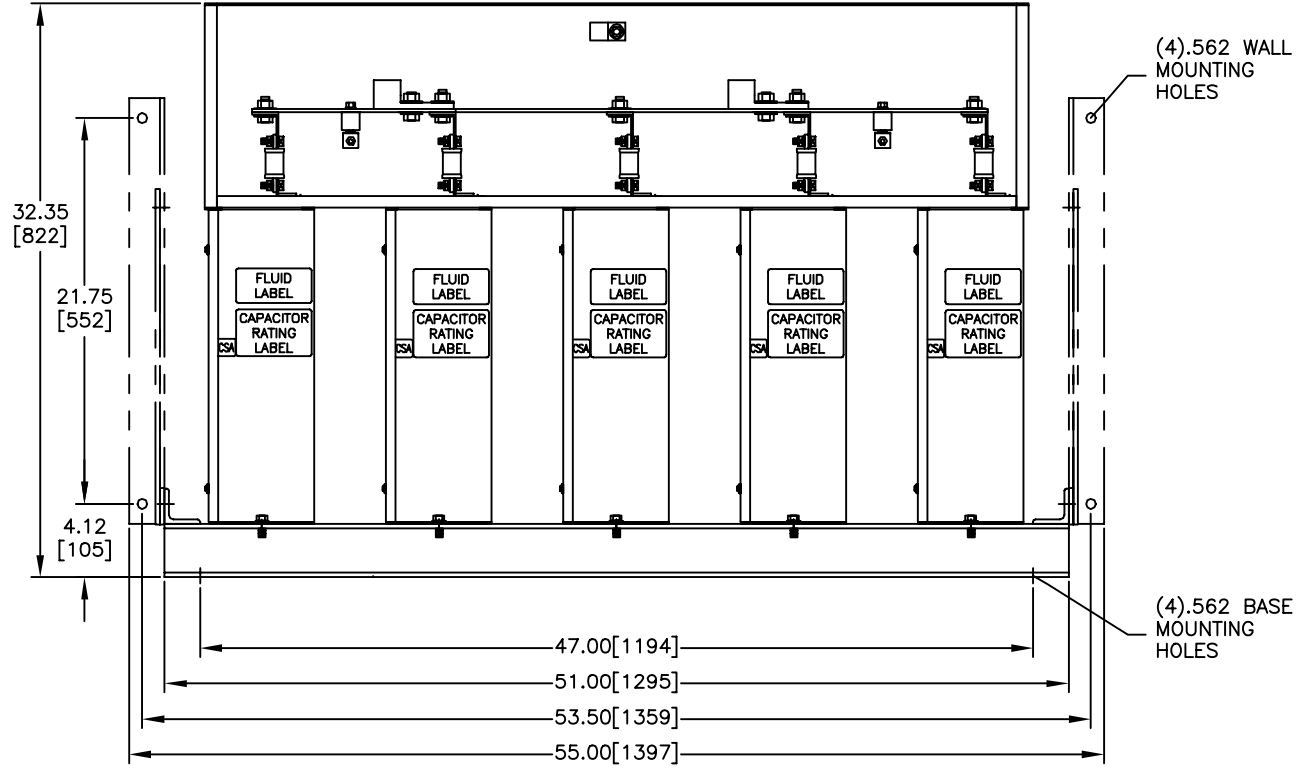 (4).562 WALL
MOUNTING
HOLES
32.35
[822]
21.75
[552]
4.12
[105]
FLUID
LABEL
CAPACITOR
RATING
LABEL
CSA
FLUID
LABEL
CAPACITOR
RATING
LABEL
CSA
FLUID
LABEL
CAPACITOR
RATING
LABEL
CSA
FLUID
LABEL
CAPACITOR
RATING
LABEL
CSA
FLUID
LABEL
CAPACITOR
RATING
LABEL
CSA
(4).562 BASE
MOUNTING
HOLES
47.00[1194]
51.00[1295]
53.50[1359]
55.00[1397]